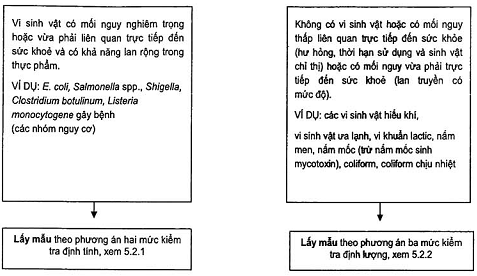 Vi sinh vật có mối nguy nghiêm trọng
hoặc vừa phải liên quan trực tiếp đến
sức khoẻ và có khả năng lan rộng trong
thực phẩm.
VÍ DỤ: E. coli, Salmonella spp., Shigella,
Clostridium botulinum, Listeria
monocytogene gây bệnh
(các nhóm nguy cơ)
Lấy mẫu theo phương án hai mức kiểm
tra định tính, xem 5.2.1
Không có vi sinh vật hoặc có mối nguy
thấp liên quan trực tiếp đến sức khỏe
(hư hỏng, thời hạn sử dụng và sinh vật
chỉ thị) hoặc có mối nguy vừa phải trực
tiếp đến sức khoẻ (lan truyền có
mức độ).
VÍ DỤ: các vi sinh vật hiếu khí,
vi sinh vật ưa lạnh, vi khuẩn lactic, nấm
men, nấm mốc (trừ nấm mốc sinh
mycotoxin), coliform, coliform chịu nhiệt
Lấy mẫu theo phương án ba mức kiểm
tra định lượng, xem 5.2.2